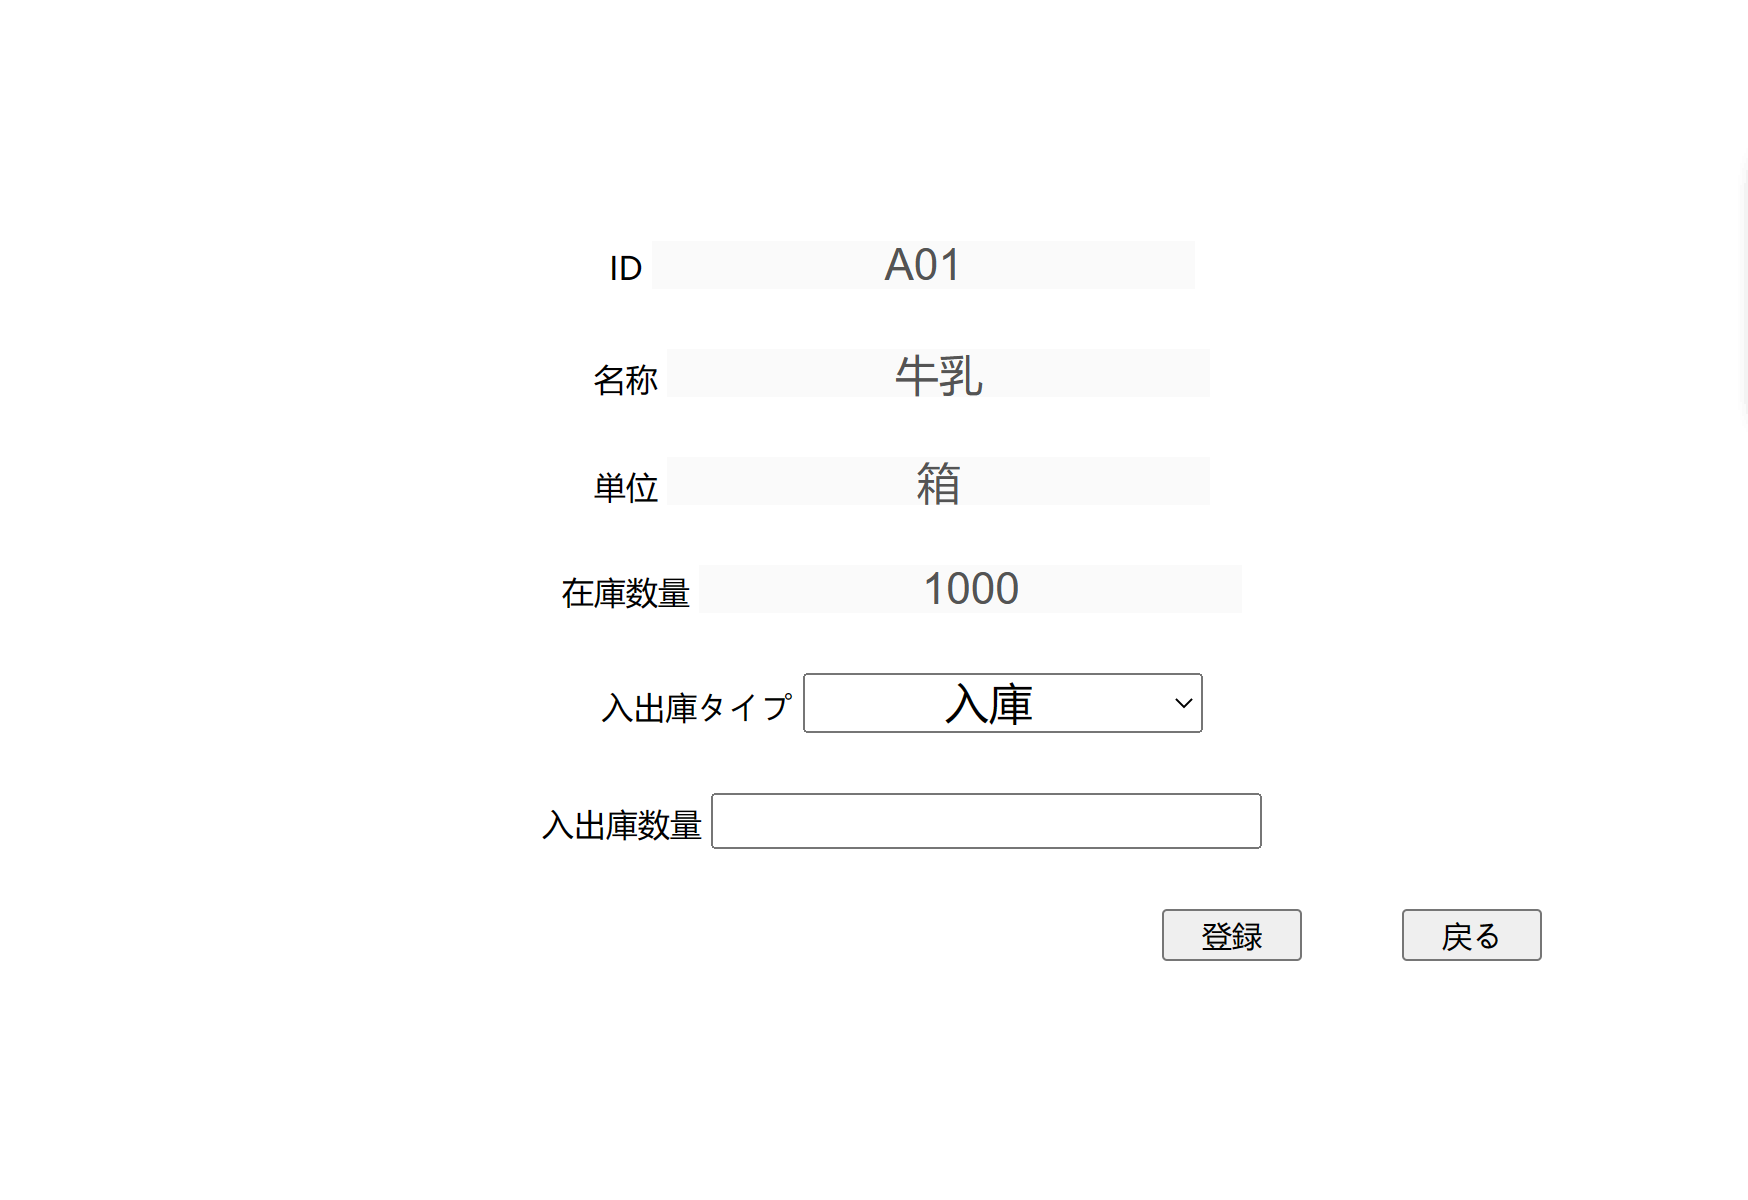 ID A01
名称 牛乳
単位 箱
在庫数量 1000
入出庫タイプ 入庫
入出庫数量
登録 戻る